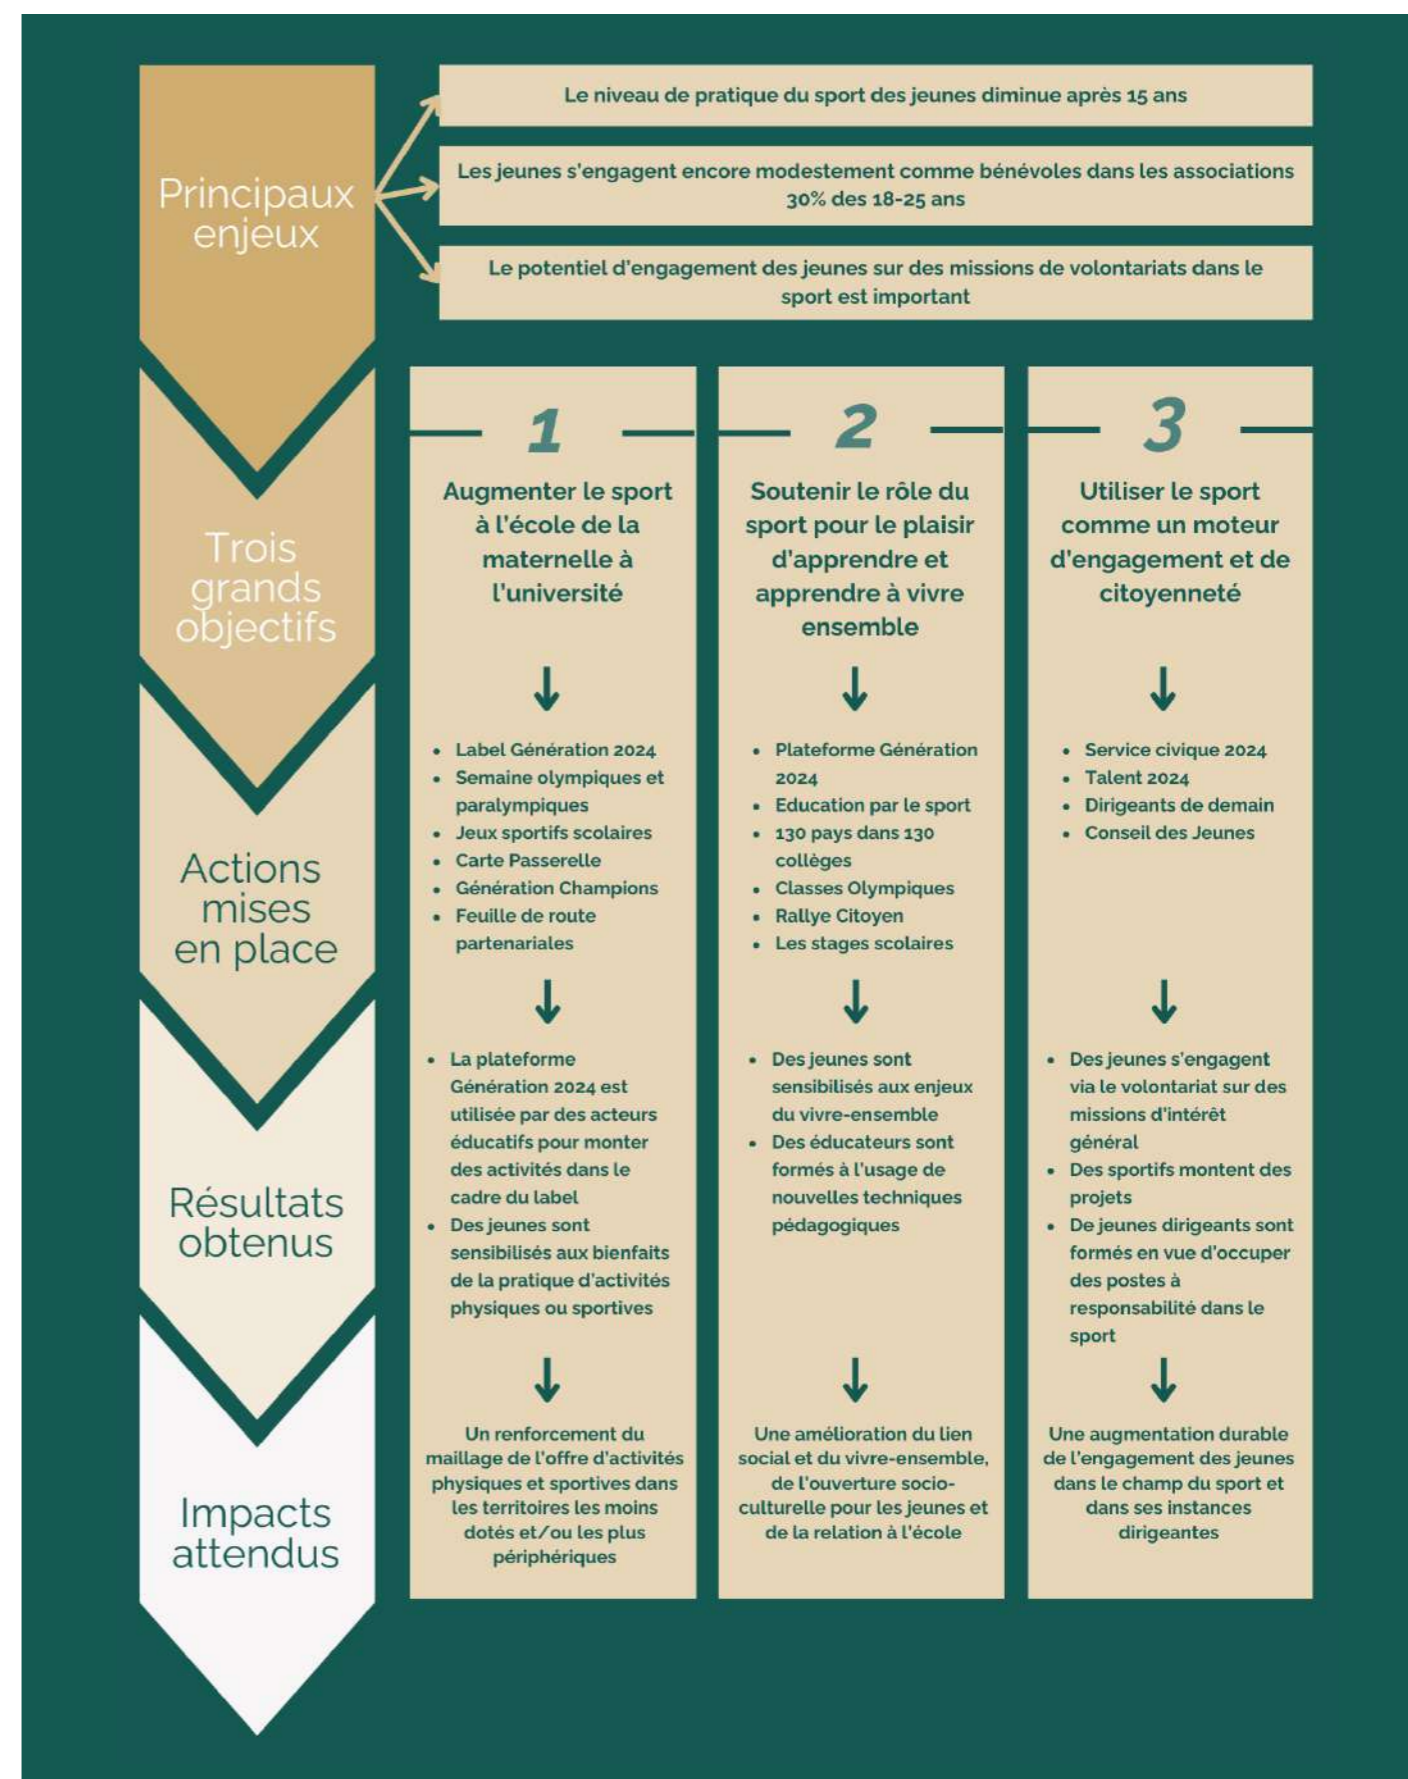 Principaux
enjeux
Le niveau de pratique du sport des jeunes diminue après 15 ans
Les jeunes s'engagent encore modestement comme bénévoles dans les associations
30% des 18-25 ans
Le potentiel d'engagement des jeunes sur des missions de volontariats dans le
sport est important
Trois
grands
objectifs
1
Augmenter le sport
à l'école de la
maternelle à
l'université
2
Soutenir le rôle du
sport pour le plaisir
d'apprendre et
apprendre à vivre
ensemble
3
Utiliser le sport
comme un moteur
d'engagement et de
citoyenneté
Actions
mises
en place
• Label Génération 2024
• Semaine olympiques et
paralympiques
• Jeux sportifs scolaires
• Carte Passerelle
• Génération Champions
• Feuille de route
partenariales
• Plateforme Génération
2024
• Education par le sport
• 130 pays dans 130
collèges
• Classes Olympiques
• Rallye Citoyen
• Les stages scolaires
• Service civique 2024
• Talent 2024
• Dirigeants de demain
• Conseil des Jeunes
Résultats
obtenus
• La plateforme
Génération 2024 est
utilisée par des acteurs
éducatifs pour monter
des activités dans le
cadre du label
• Des jeunes sont
sensibilisés aux bienfaits
de la pratique d'activités
physiques ou sportives
• Des jeunes sont
sensibilisés aux enjeux
du vivre-ensemble
• Des éducateurs sont
formés à l'usage de
nouvelles techniques
pédagogiques
• Des jeunes s'engagent
via le volontariat sur des
missions d'intérêt
général
• Des sportifs montent des
projets
• De jeunes dirigeants sont
formés en vue d'occuper
des postes à
responsabilité dans le
sport
Impacts
attendus
Un renforcement du
maillage de l'offre d'activités
physiques et sportives dans
les territoires les moins
dotés et/ou les plus
périphériques
Une amélioration du lien
social et du vivre-ensemble,
de l'ouverture socio-
culturelle pour les jeunes et
de la relation à l'école
Une augmentation durable
de l'engagement des jeunes
dans le champ du sport et
dans ses instances
dirigeantes